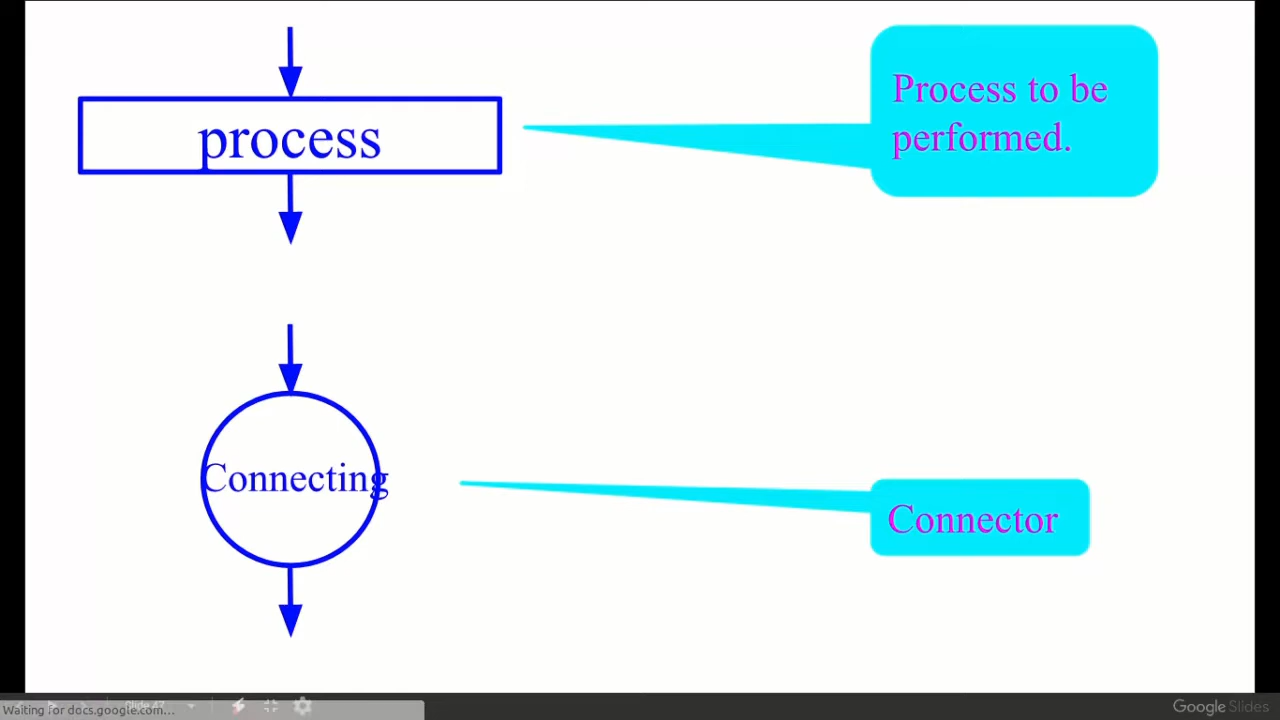 process
Process to be
performed.
Connecting
Connector
Waiting for docs.google.com...
Google Slides